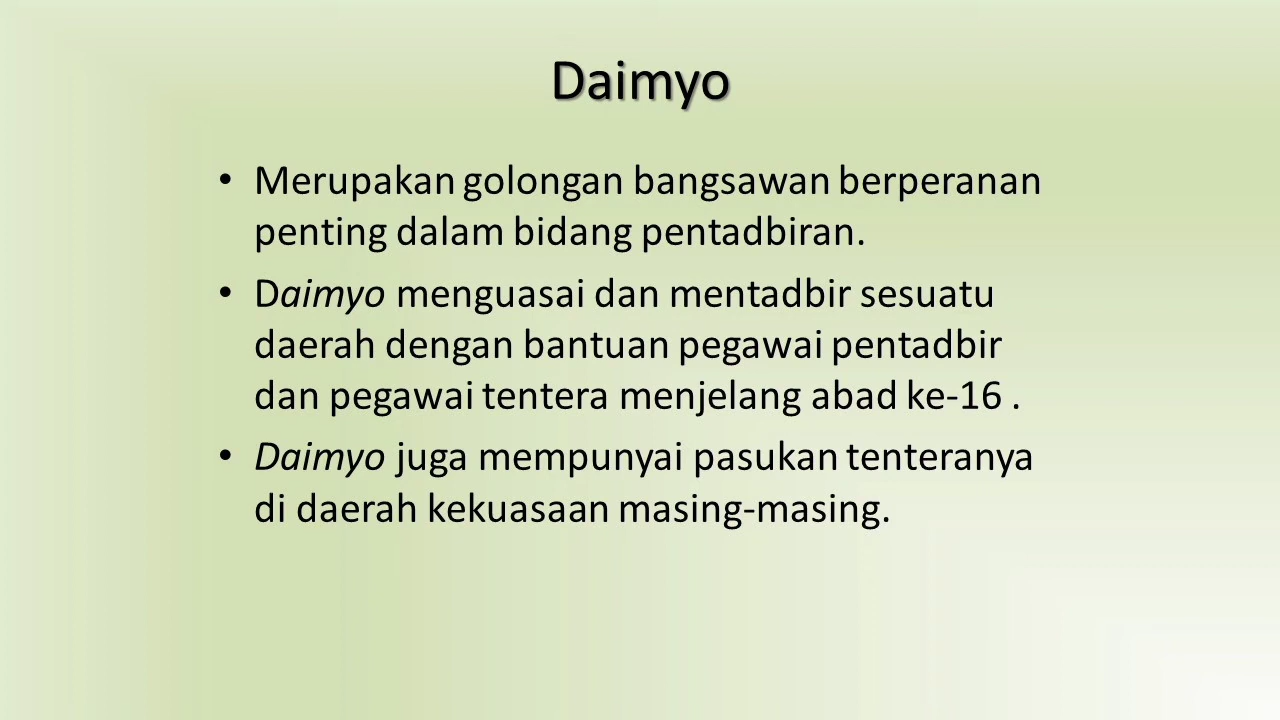 Daimyo
• Merupakan golongan bangsawan berperanan
penting dalam bidang pentadbiran.
• Daimyo menguasai dan mentadbir sesuatu
daerah dengan bantuan pegawai pentadbir
dan pegawai tentera menjelang abad ke-16 .
• Daimyo juga mempunyai pasukan tenteranya
di daerah kekuasaan masing-masing.